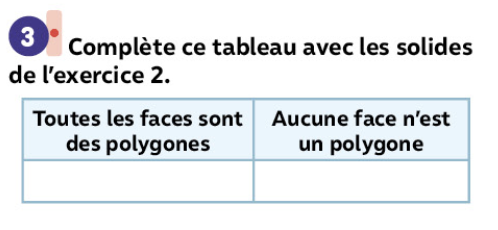 3
Complète ce tableau avec les solides
de l'exercice 2.
Toutes les faces sont
des polygones
Aucune face n'est
un polygone